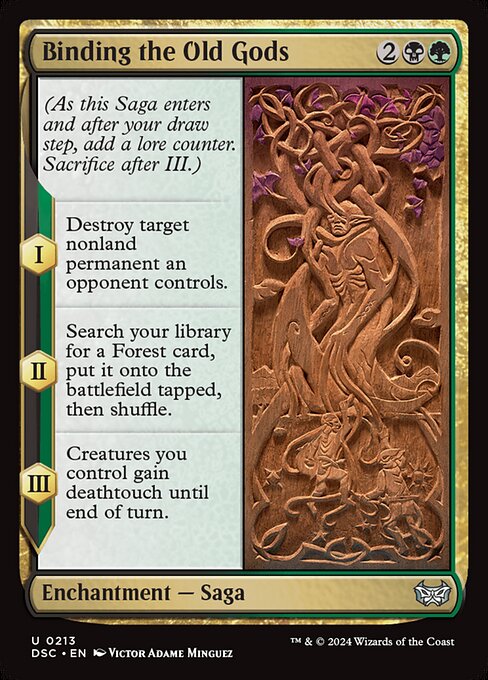 Binding the Old Gods 2
(As this Saga enters
and after your draw
step, add a lore counter.
Sacrifice after III.)
I
Destroy target
nonland
permanent an
opponent controls.
II
Search your library
for a Forest card,
put it onto the
battlefield tapped,
then shuffle.
III
Creatures you
control gain
deathtouch until
end of turn.
Enchantment — Saga
U 0213
DSC • EN Victor Adame Minguez
™ & © 2024 Wizards of the Coast